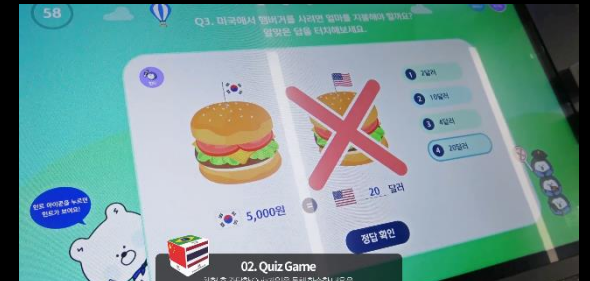 58
Q3. 미국에서 햄버거를 사려면 얼마를 지불해야 할까요?
알맞은 답을 터치해보세요.
1 2달러
2 10달러
3 4달러
4 20달러
5,000원 = 20 달러
정답 확인
힌트 아이콘을 누르면
힌트가 보여요!
02. Quiz Game